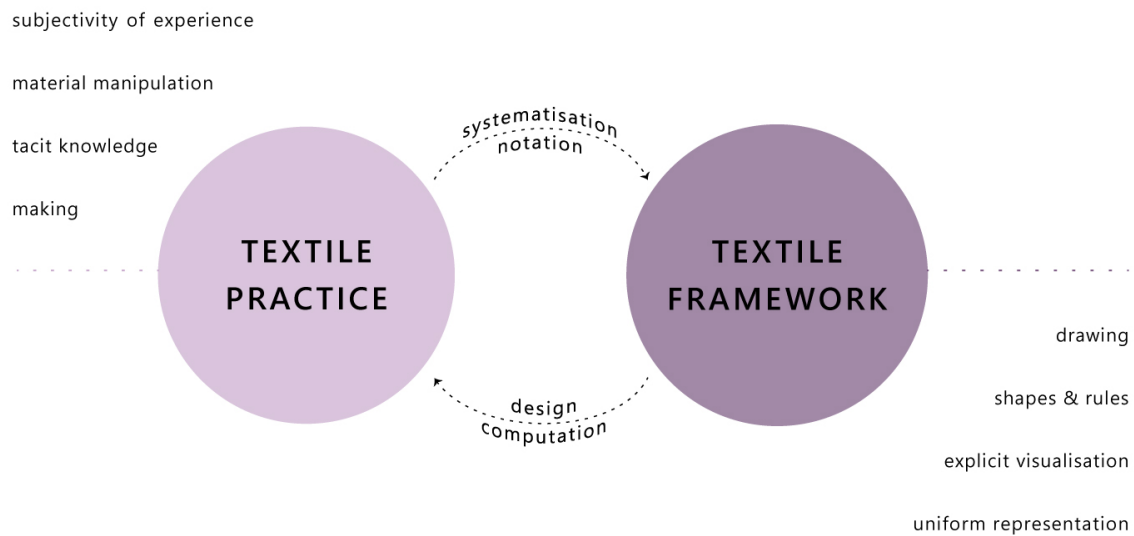 subjectivity of experience
material manipulation
tacit knowledge
making
systematisation
notation
TEXTILE
PRACTICE
TEXTILE
FRAMEWORK
design
computation
drawing
shapes & rules
explicit visualisation
uniform representation